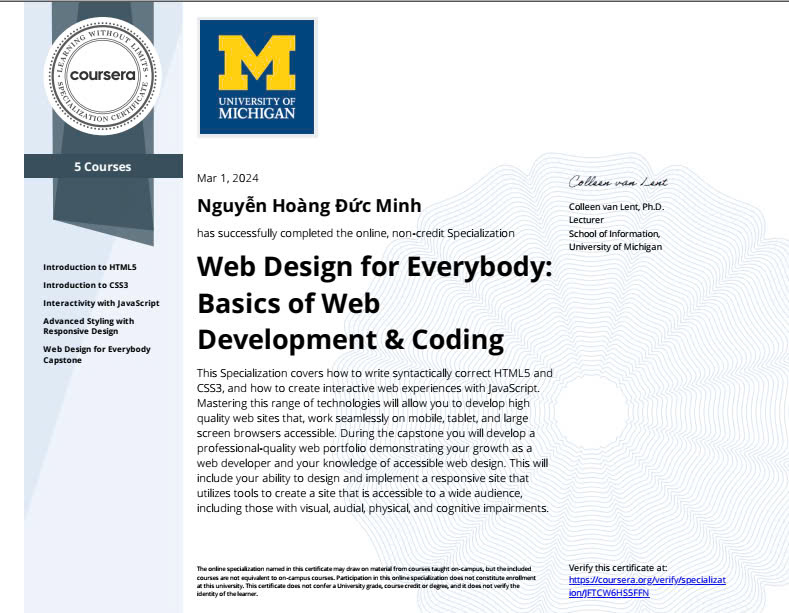 LEARNING WITHOUT LIMITS
coursera
SPECIALIZATION CERTIFICATE
5 Courses
Introduction to HTML5
Introduction to CSS3
Interactivity with JavaScript
Advanced Styling with
Responsive Design
Web Design for Everybody
Capstone
M
UNIVERSITY OF
MICHIGAN
Mar 1, 2024
Nguyễn Hoàng Đức Minh
has successfully completed the online, non-credit Specialization
Web Design for Everybody:
Basics of Web
Development & Coding
This Specialization covers how to write syntactically correct HTML5 and
CSS3, and how to create interactive web experiences with JavaScript.
Mastering this range of technologies will allow you to develop high
quality web sites that, work seamlessly on mobile, tablet, and large
screen browsers accessible. During the capstone you will develop a
professional-quality web portfolio demonstrating your growth as a
web developer and your knowledge of accessible web design. This will
include your ability to design and implement a responsive site that
utilizes tools to create a site that is accessible to a wide audience,
including those with visual, audial, physical, and cognitive impairments.
Colleen van Lent
Colleen van Lent, Ph.D.
Lecturer
School of Information,
University of Michigan
The online specialization named in this certificate may draw on material from courses taught on-campus, but the included
courses are not equivalent to on-campus courses. Participation in this online specialization does not constitute enrollment
at this university. This certificate does not confer a University grade, course credit or degree, and it does not verify the
identity of the learner.
Verify this certificate at:
https://coursera.org/verify/specializat
ion/JFTCW6HS5FFN